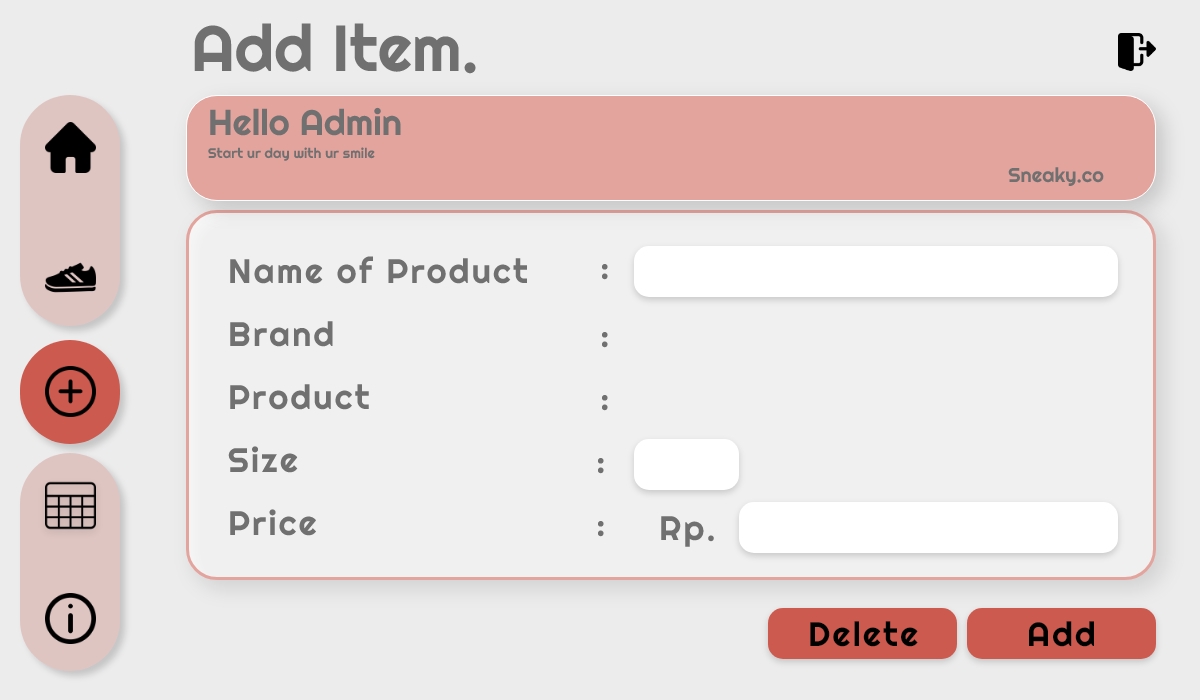 Add Item.
Hello Admin
Start ur day with ur smile
Sneaky.co
Name of Product :
Brand :
Product :
Size :
Price : Rp.
Delete Add